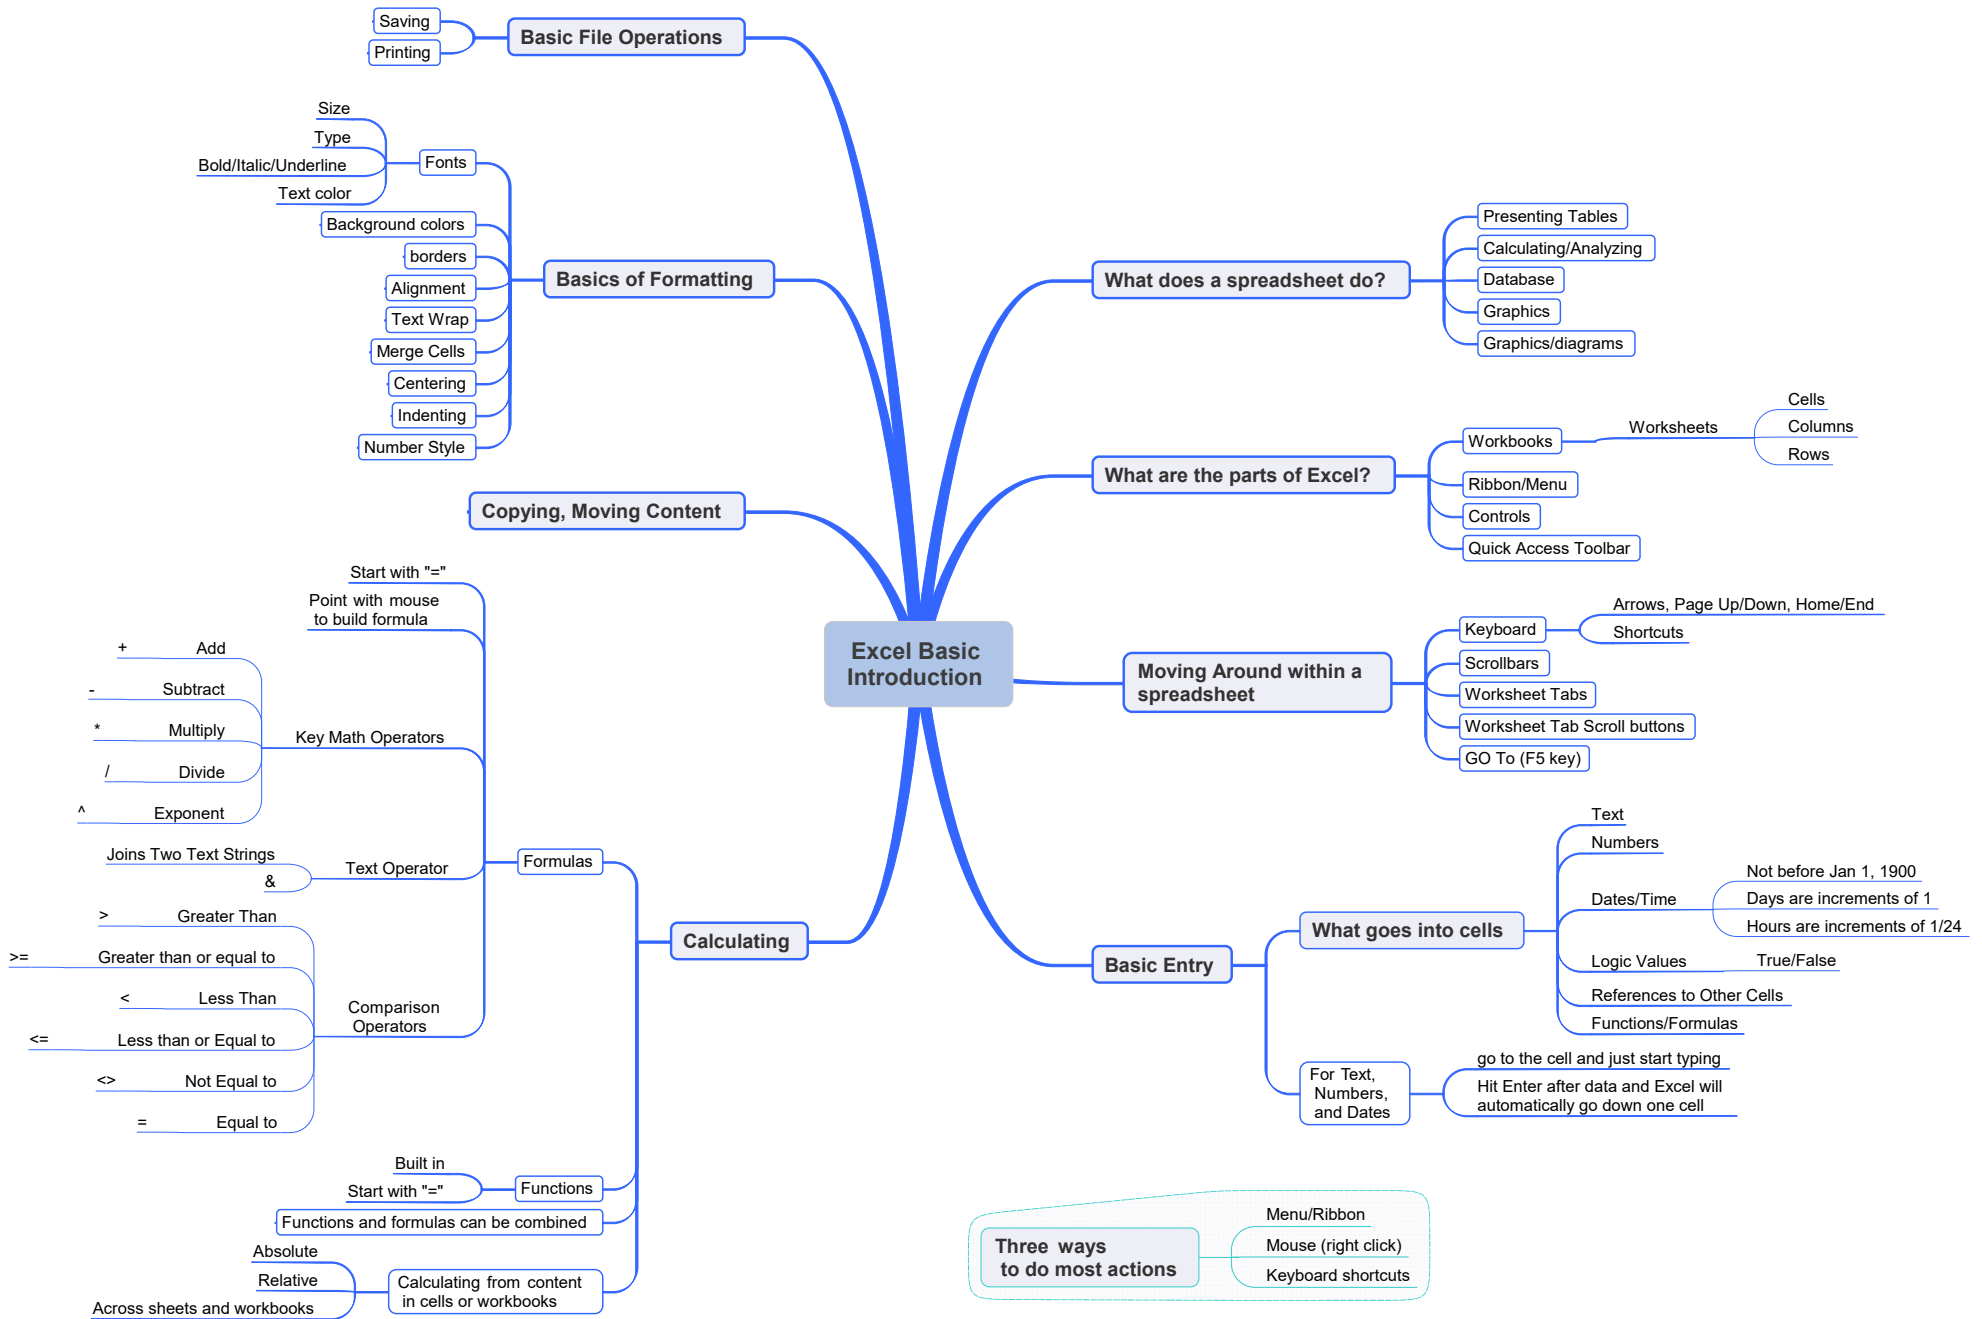 Excel Basic
Introduction
Basic File Operations
Saving
Printing
Basics of Formatting
Fonts
Size
Type
Bold/Italic/Underline
Text color
Background colors
borders
Alignment
Text Wrap
Merge Cells
Centering
Indenting
Number Style
Copying, Moving Content
Calculating
Formulas
Start with "="
Point with mouse
to build formula
Key Math Operators
Add
+
Subtract
-
Multiply
*
Divide
/
Exponent
^
Text Operator
Joins Two Text Strings
&
Comparison
Operators
Greater Than
>
Greater than or equal to
>=
Less Than
<
Less than or Equal to
<=
Not Equal to
<>
Equal to
=
Functions
Built in
Start with "="
Functions and formulas can be combined
Calculating from content
in cells or workbooks
Absolute
Relative
Across sheets and workbooks
What does a spreadsheet do?
Presenting Tables
Calculating/Analyzing
Database
Graphics
Graphics/diagrams
What are the parts of Excel?
Workbooks
Worksheets
Cells
Columns
Rows
Ribbon/Menu
Controls
Quick Access Toolbar
Moving Around within a
spreadsheet
Keyboard
Arrows, Page Up/Down, Home/End
Shortcuts
Scrollbars
Worksheet Tabs
Worksheet Tab Scroll buttons
GO To (F5 key)
Basic Entry
What goes into cells
Text
Numbers
Dates/Time
Not before Jan 1, 1900
Days are increments of 1
Hours are increments of 1/24
Logic Values
True/False
References to Other Cells
Functions/Formulas
For Text,
Numbers,
and Dates
go to the cell and just start typing
Hit Enter after data and Excel will
automatically go down one cell
Three ways
to do most actions
Menu/Ribbon
Mouse (right click)
Keyboard shortcuts